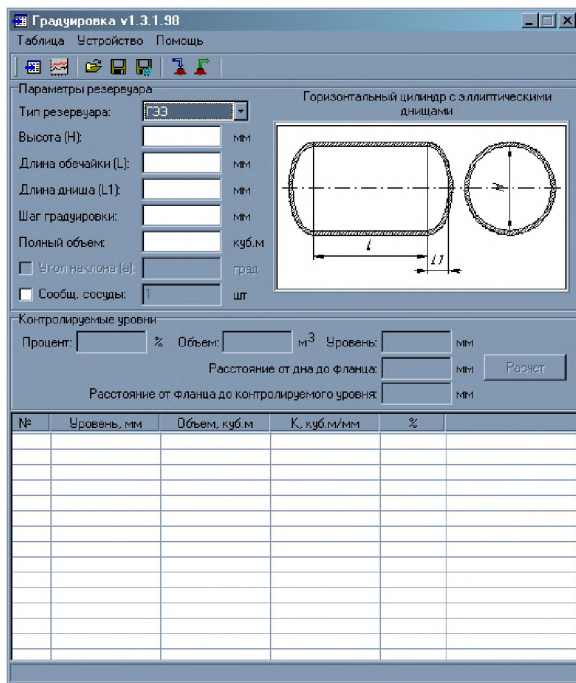 Градуировка v1.3.1.98
Таблица Устройство Помощь
Параметры резервуара
Тип резервуара: ГЭЭ
Высота (H): мм
Длина обечайки (L): мм
Длина днища (L1): мм
Шаг градуировки: мм
Полный объем: куб.м
Угол наклона (a): град
Сообщ. сосуды: 1 шт
Горизонтальный цилиндр с эллиптическими
днищами
H
L
L1
Контролируемые уровни
Процент: % Объем: м3 Уровень: мм
Расстояние от дна до фланца: мм Расчет
Расстояние от фланца до контролируемого уровня: мм
№ Уровень, мм Объем, куб.м К, куб.м/мм %